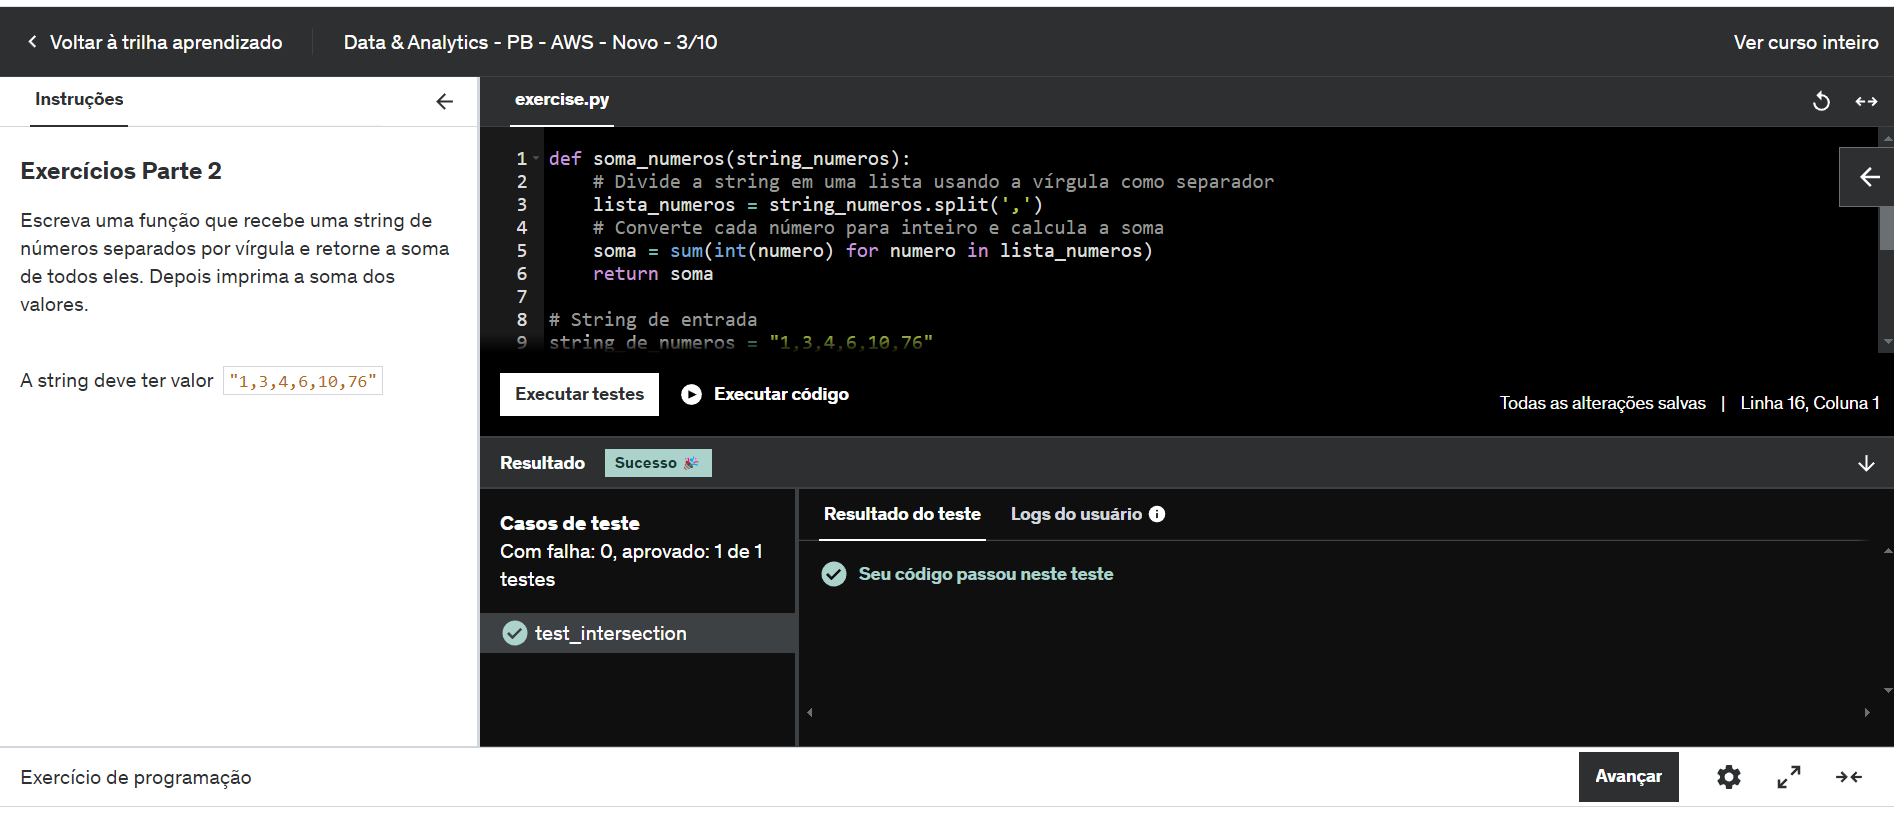 Voltar à trilha aprendizado
Data & Analytics - PB - AWS - Novo - 3/10
Ver curso inteiro
Instruções
Exercícios Parte 2
Escreva uma função que recebe uma string de
números separados por vírgula e retorne a soma
de todos eles. Depois imprima a soma dos
valores.
A string deve ter valor "1,3,4,6,10,76"
exercise.py
1 def soma_numeros(string_numeros):
2     # Divide a string em uma lista usando a vírgula como separador
3     lista_numeros = string_numeros.split(',')
4     # Converte cada número para inteiro e calcula a soma
5     soma = sum(int(numero) for numero in lista_numeros)
6     return soma
7
8 # String de entrada
9 string_de_numeros = "1,3,4,6,10,76"
Executar testes
Executar código
Todas as alterações salvas | Linha 16, Coluna 1
Resultado
Sucesso 🎉
Casos de teste
Com falha: 0, aprovado: 1 de 1
testes
test_intersection
Resultado do teste
Logs do usuário
Seu código passou neste teste
Exercício de programação
Avançar